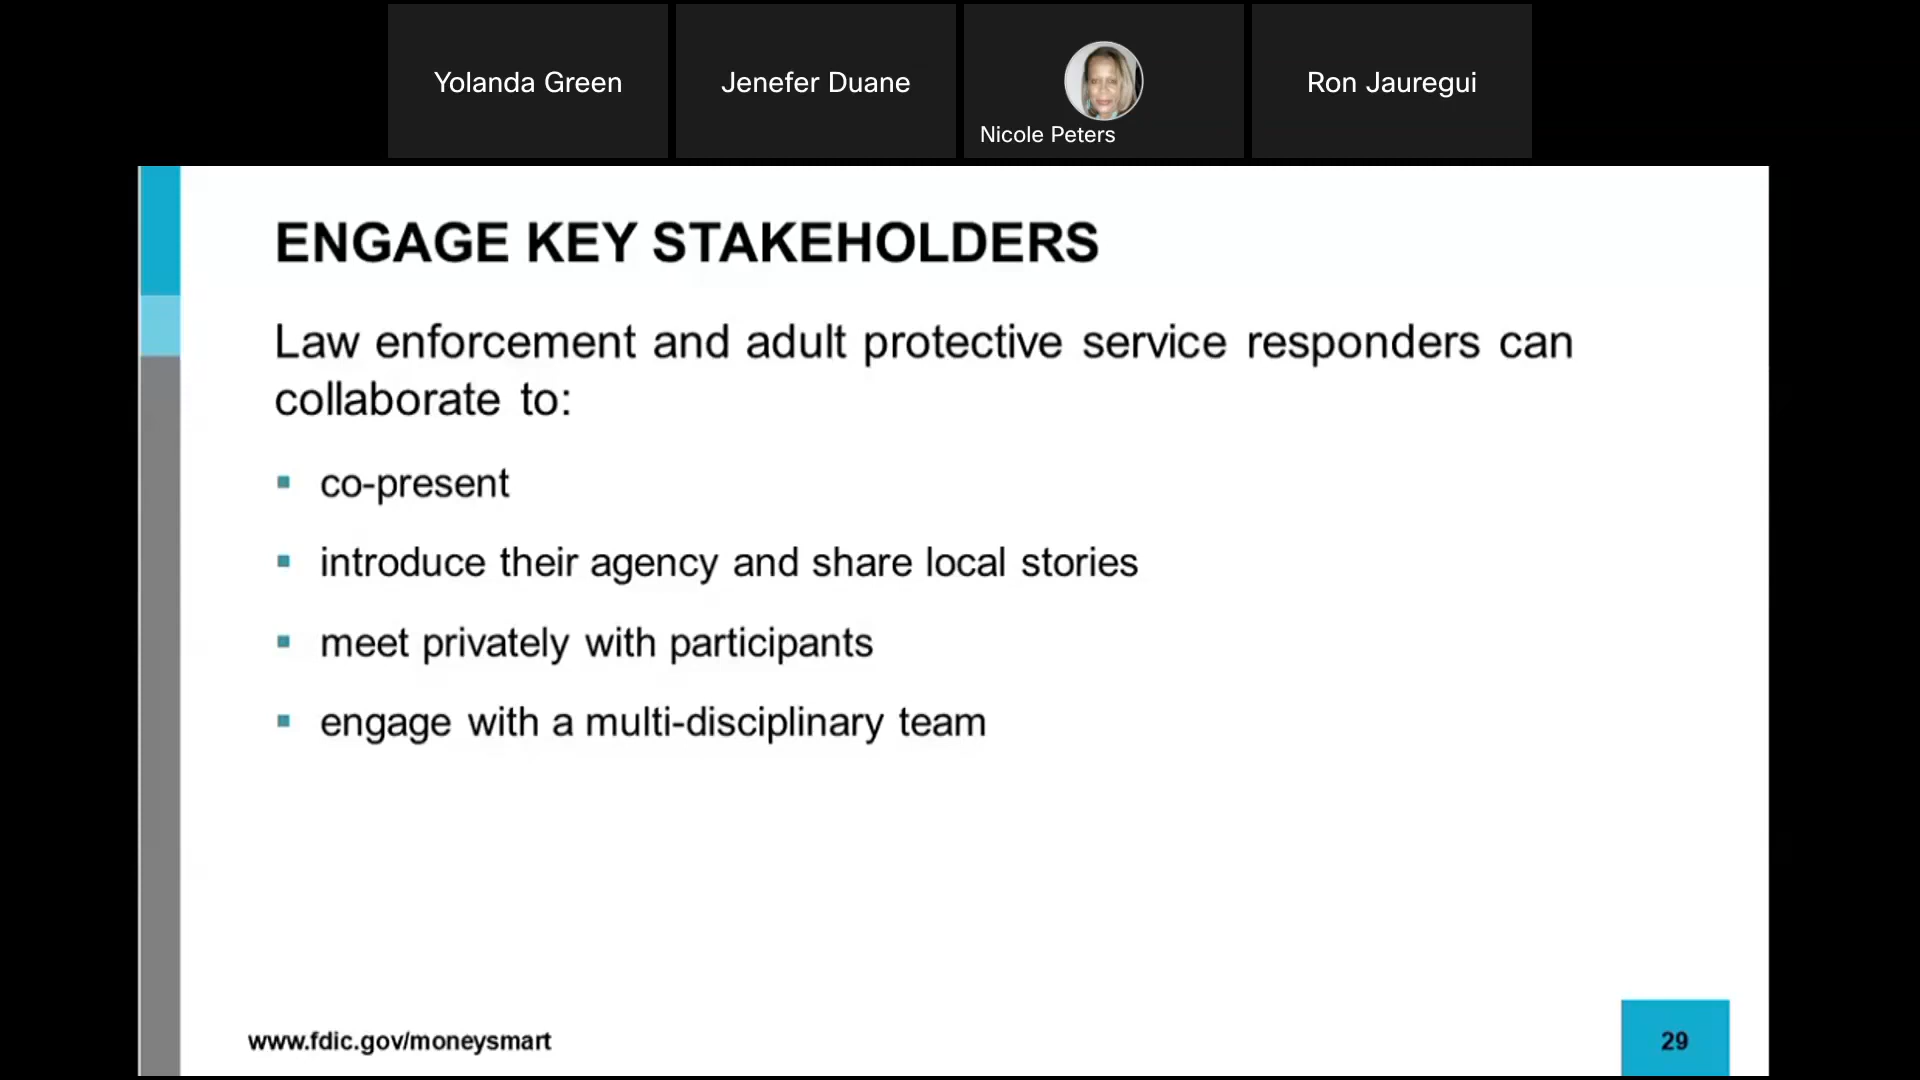 Yolanda Green
Jenefer Duane
Nicole Peters
Ron Jauregui
ENGAGE KEY STAKEHOLDERS
Law enforcement and adult protective service responders can
collaborate to:
▪ co-present
▪ introduce their agency and share local stories
▪ meet privately with participants
▪ engage with a multi-disciplinary team
www.fdic.gov/moneysmart
29